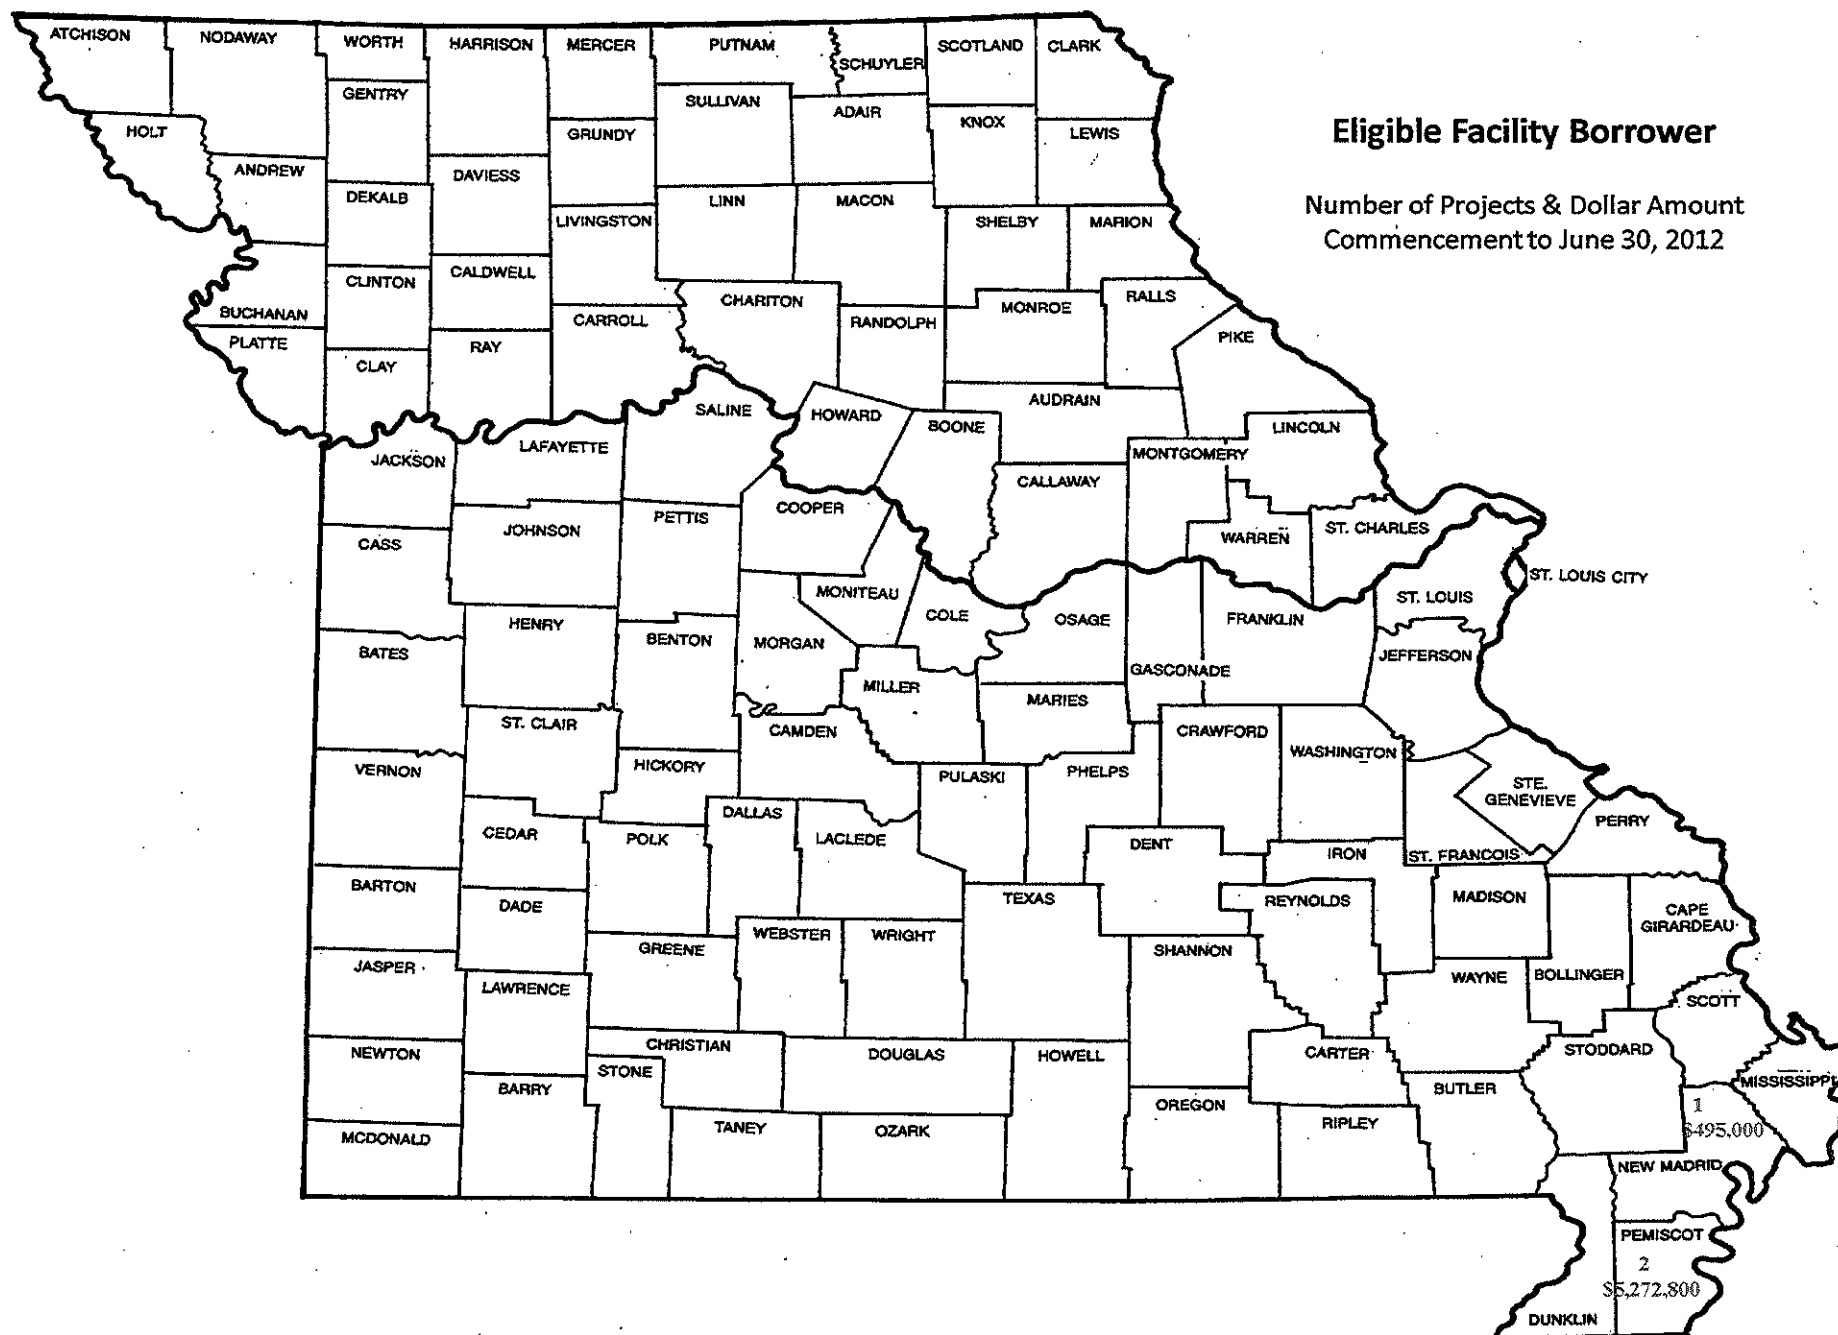 ATCHISON
NODAWAY
WORTH
HARRISON
MERCER
PUTNAM
SCHUYLER
SCOTLAND
CLARK
GENTRY
SULLIVAN
ADAIR
KNOX
LEWIS
HOLT
GRUNDY
Eligible Facility Borrower
ANDREW
DAVIESS
DEKALB
LINN
MACON
LIVINGSTON
SHELBY
MARION
Number of Projects & Dollar Amount
Commencement to June 30, 2012
CLINTON
CALDWELL
CHARITON
RALLS
MONROE
BUCHANAN
CARROLL
RANDOLPH
PIKE
PLATTE
RAY
CLAY
AUDRAIN
SALINE
HOWARD
BOONE
LINCOLN
LAFAYETTE
MONTGOMERY
JACKSON
CALLAWAY
COOPER
PETTIS
JOHNSON
ST. CHARLES
WARREN
CASS
ST. LOUIS CITY
MONITEAU
ST. LOUIS
COLE
OSAGE
FRANKLIN
HENRY
BENTON
MORGAN
BATES
JEFFERSON
GASCONADE
MILLER
MARIES
ST. CLAIR
CAMDEN
CRAWFORD
WASHINGTON
HICKORY
VERNON
PULASKI
PHELPS
STE.
GENEVIEVE
DALLAS
PERRY
CEDAR
POLK
LACLEDE
DENT
IRON
ST. FRANCOIS
BARTON
DADE
TEXAS
REYNOLDS
MADISON
CAPE
GIRARDEAU
WEBSTER
WRIGHT
GREENE
SHANNON
JASPER
WAYNE
BOLLINGER
LAWRENCE
SCOTT
CHRISTIAN
NEWTON
DOUGLAS
HOWELL
CARTER
STODDARD
STONE
BARRY
BUTLER
MISSISSIPPI
OREGON
1
$495,000
MCDONALD
TANEY
OZARK
RIPLEY
NEW MADRID
PEMISCOT
2
$5,272,800
DUNKLIN